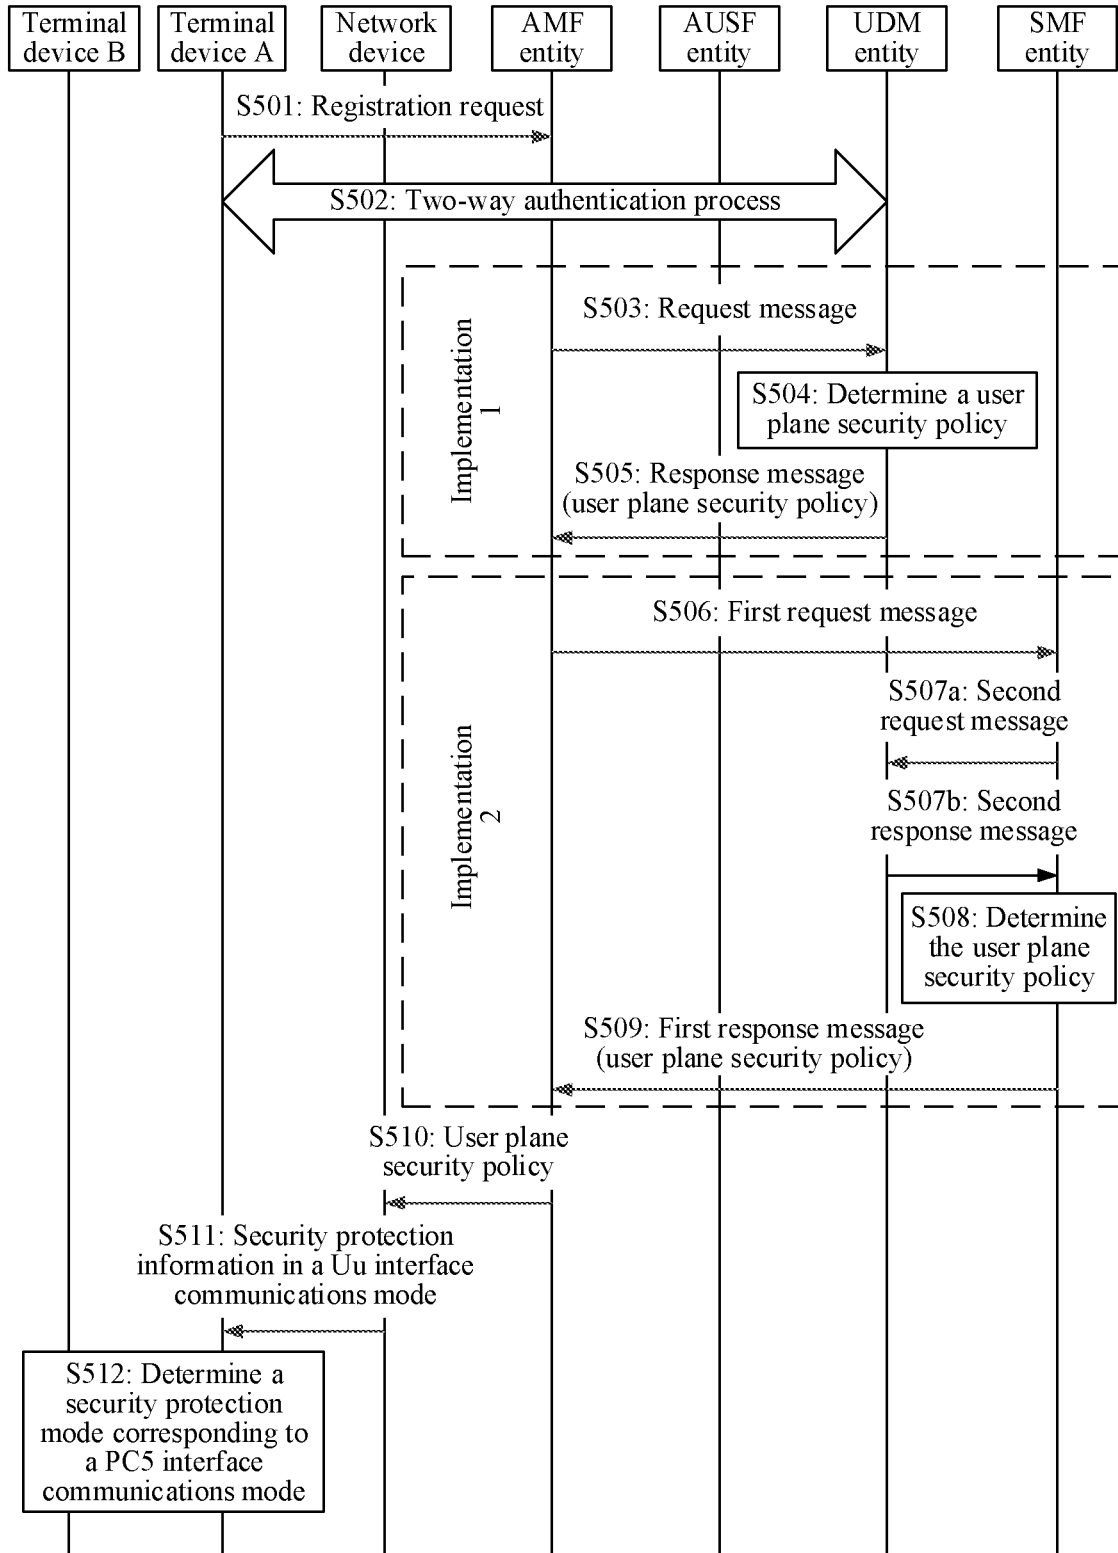 Terminal
device B
Terminal
device A
Network
device
AMF
entity
AUSF
entity
UDM
entity
SMF
entity
S501: Registration request
S502: Two-way authentication process
Implementation
1
S503: Request message
S504: Determine a user
plane security policy
S505: Response message
(user plane security policy)
Implementation
2
S506: First request message
S507a: Second
request message
S507b: Second
response message
S508: Determine
the user plane
security policy
S509: First response message
(user plane security policy)
S510: User plane
security policy
S511: Security protection
information in a Uu interface
communications mode
S512: Determine a
security protection
mode corresponding to
a PC5 interface
communications mode